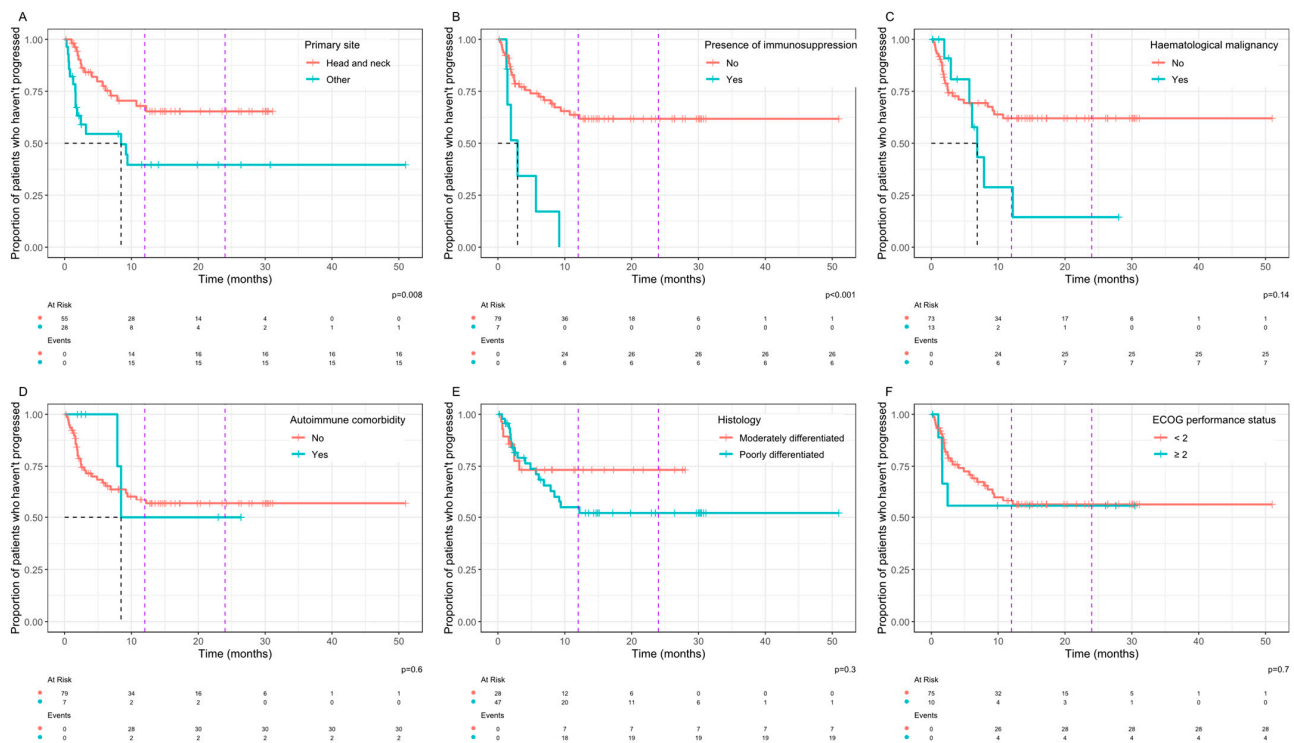 A
Proportion of patients who haven't progressed
1.00
0.75
0.50
0.25
0.00
Primary site
Head and neck
Other
0 10 20 30 40 50
Time (months)
p=0.008
At Risk
55 28 14 4 0 0
28 8 4 2 1 1
Events
0 14 16 16 16 16
0 15 15 15 15 15
B
Proportion of patients who haven't progressed
1.00
0.75
0.50
0.25
0.00
Presence of immunosuppression
No
Yes
0 10 20 30 40 50
Time (months)
p<0.001
At Risk
79 36 18 6 1 1
7 0 0 0 0 0
Events
0 24 26 26 26 26
0 6 6 6 6 6
C
Proportion of patients who haven't progressed
1.00
0.75
0.50
0.25
0.00
Haematological malignancy
No
Yes
0 10 20 30 40 50
Time (months)
p=0.14
At Risk
73 34 17 6 1 1
13 2 1 0 0 0
Events
0 24 25 25 25 25
0 6 7 7 7 7
D
Proportion of patients who haven't progressed
1.00
0.75
0.50
0.25
0.00
Autoimmune comorbidity
No
Yes
0 10 20 30 40 50
Time (months)
p=0.6
At Risk
79 34 16 6 1 1
7 2 2 0 0 0
Events
0 28 30 30 30 30
0 2 2 2 2 2
E
Proportion of patients who haven't progressed
1.00
0.75
0.50
0.25
0.00
Histology
Moderately differentiated
Poorly differentiated
0 10 20 30 40 50
Time (months)
p=0.3
At Risk
28 12 6 0 0 0
47 20 11 6 1 1
Events
0 7 7 7 7 7
0 18 19 19 19 19
F
Proportion of patients who haven't progressed
1.00
0.75
0.50
0.25
0.00
ECOG performance status
< 2
≥ 2
0 10 20 30 40 50
Time (months)
p=0.7
At Risk
75 32 15 5 1 1
10 4 3 1 0 0
Events
0 26 28 28 28 28
0 4 4 4 4 4